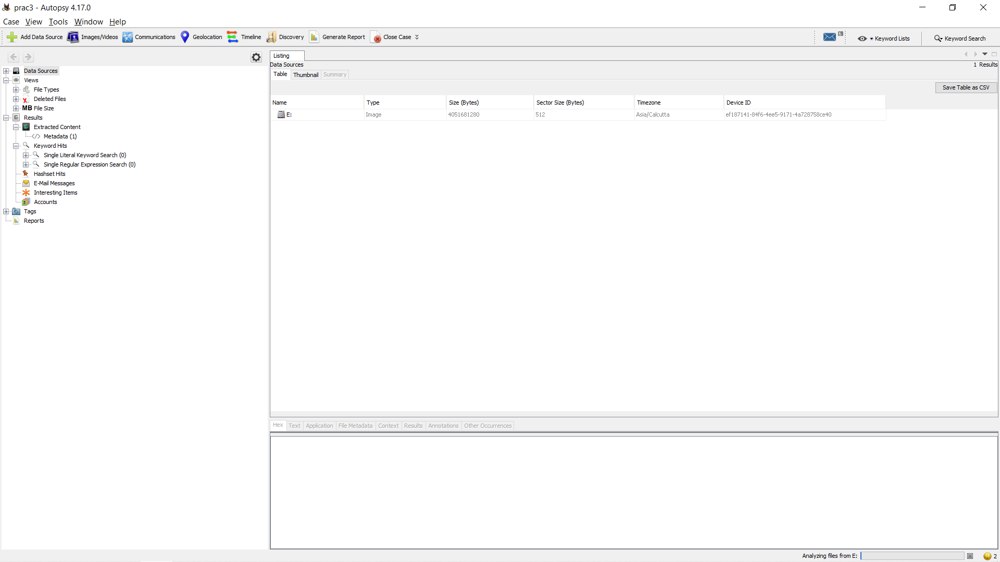 prac3 - Autopsy 4.17.0
Case View Tools Window Help
Add Data Source Images/Videos Communications Geolocation Timeline Discovery Generate Report Close Case
6 Keyword Lists Keyword Search
Listing
Data Sources 1 Results
Table Thumbnail Summary
Save Table as CSV
Name Type Size (Bytes) Sector Size (Bytes) Timezone Device ID
E: Image 4051681280 512 Asia/Calcutta ef187141-84f6-4ee5-9171-4a728758ce40
Data Sources
Views
File Types
Deleted Files
MB File Size
Results
Extracted Content
Metadata (1)
Keyword Hits
Single Literal Keyword Search (0)
Single Regular Expression Search (0)
Hashset Hits
E-Mail Messages
Interesting Items
Accounts
Tags
Reports
Hex Text Application File Metadata Context Results Annotations Other Occurrences
Analyzing files from E: 2